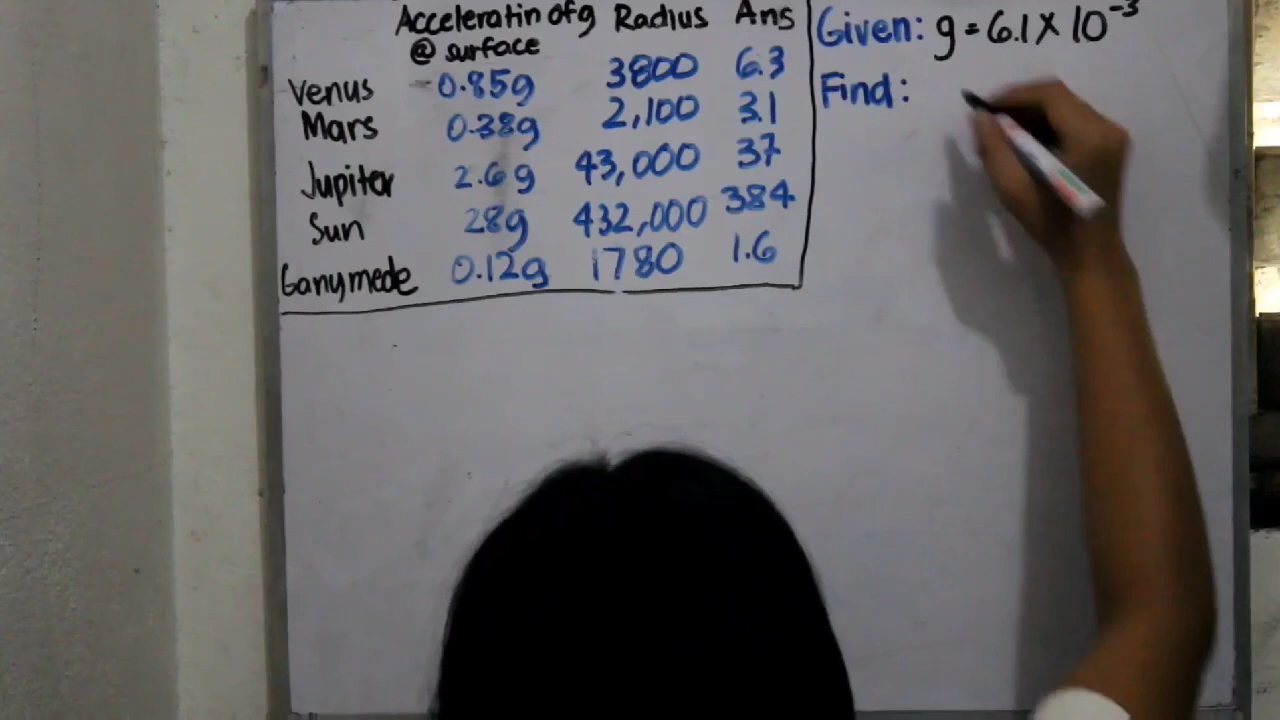 Acceleratin of g Radius Ans
@ surface
Venus 0.85g 3800 6.3
Mars 0.38g 2,100 3.1
Jupiter 2.6g 43,000 37
Sun 28g 432,000 384
Ganymede 0.12g 1780 1.6
Given: g = 6.1 X 10⁻³
Find: